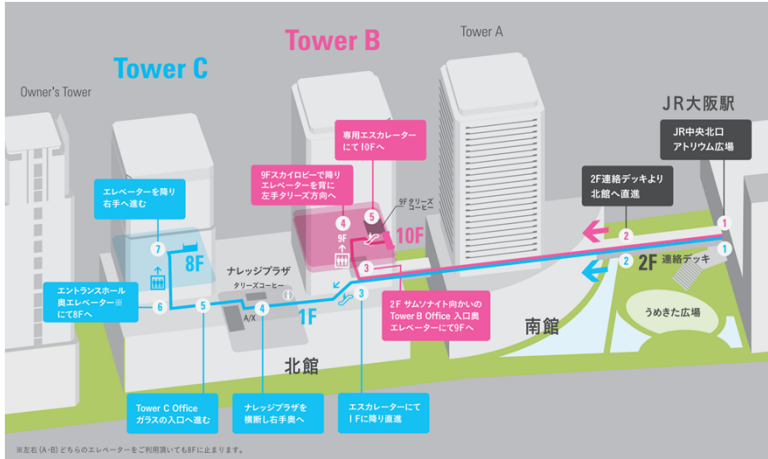 Tower B
Tower A
Tower C
Owner's Tower
JR大阪駅
JR中央北口
アトリウム広場
専用エスカレーター
にて10Fへ
2F連絡デッキより
北館へ直進
9Fスカイロビーで降り
エレベーターを背に
左手タリーズ方向へ
エレベーターを降り
右手へ進む
9F タリーズ
コーヒー
4
5
9F
10F
1
2
3
1
2
7
8F
2F
連絡デッキ
ナレッジプラザ
タリーズコーヒー
エントランスホール
奥エレベーター※
にて8Fへ
6
5
4
3
A/X
1F
2F サムソナイト向かいの
Tower B Office 入口奥
エレベーターにて9Fへ
うめきた広場
南館
北館
Tower C Office
ガラスの入口へ進む
ナレッジプラザを
横断し右手奥へ
エスカレーターにて
1Fに降り直進
※左右(A・B)どちらのエレベーターをご利用頂いても8Fに止まります。